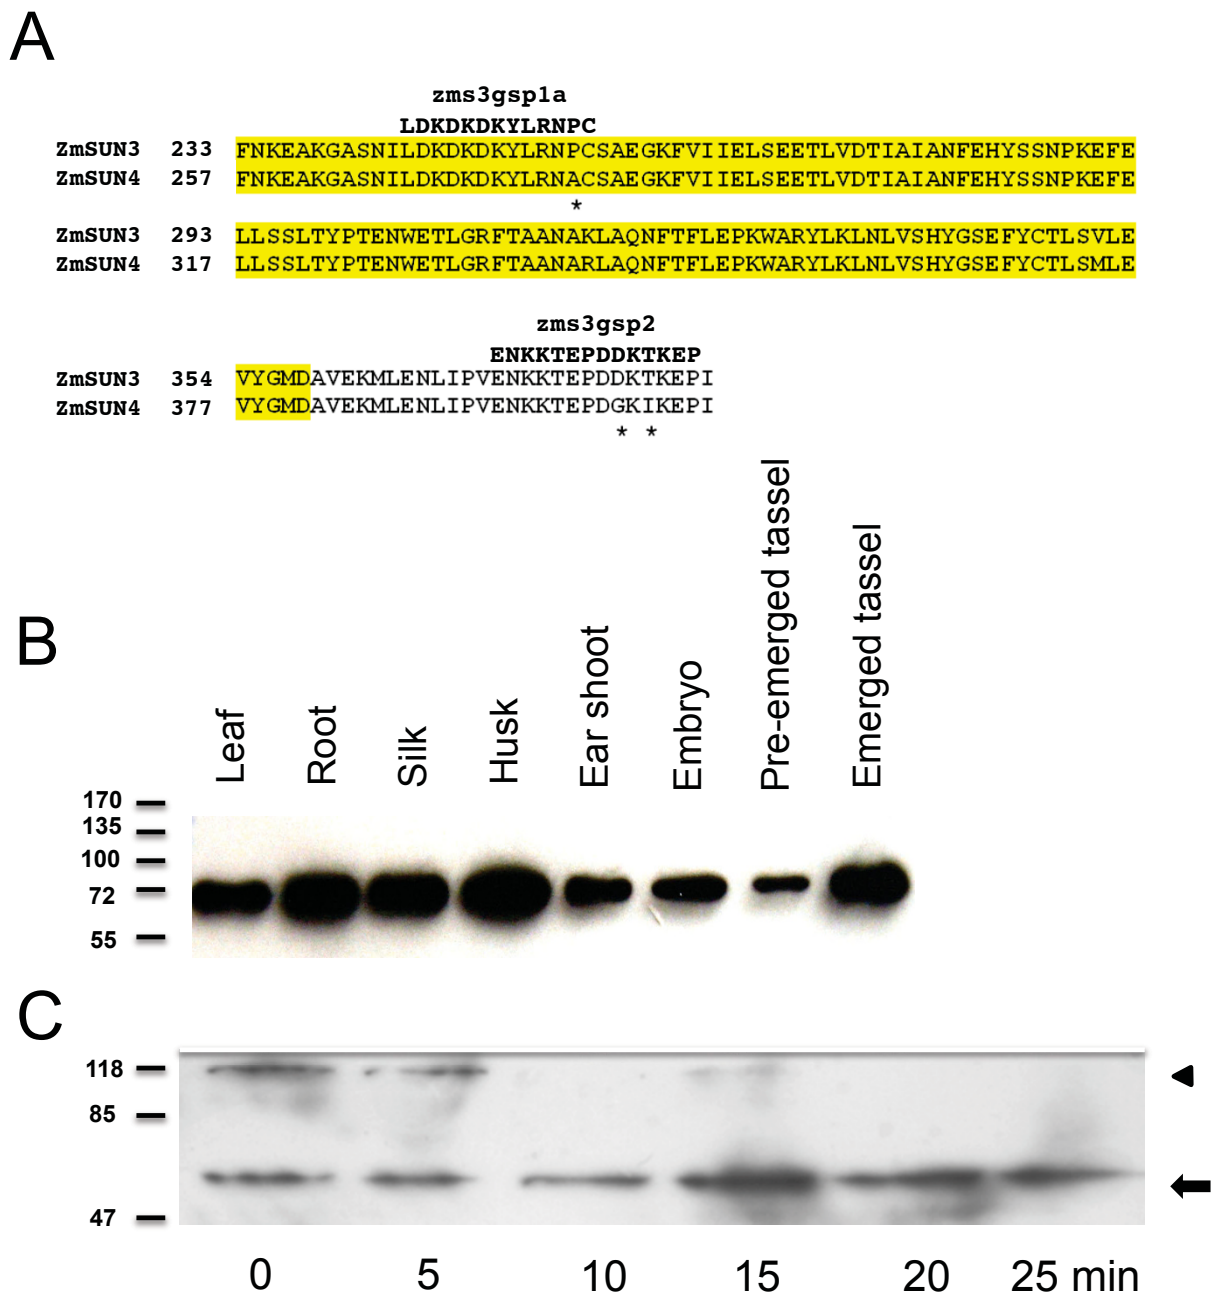 A
zms3gsp1a
LDKDKDKYLRNPC
ZmSUN3 233 FNKEAKGASNILDKDKDKYLRNPCSAEGKFVIIELSEETLVDTIAIANFEHYSSNPKEFE
ZmSUN4 257 FNKEAKGASNILDKDKDKYLRNACSAEGKFVIIELSEETLVDTIAIANFEHYSSNPKEFE
*
ZmSUN3 293 LLSSLTYPTENWETLGRFTAANAKLAQNFTFLEPKWARYLKLNLVSHYGSEFYCTLSVLE
ZmSUN4 317 LLSSLTYPTENWETLGRFTAANARLAQNFTFLEPKWARYLKLNLVSHYGSEFYCTLSMLE
zms3gsp2
ENKKTEPDDKTKEP
ZmSUN3 354 VYGMDAVEKMLENLIPVENKKTEPDDKTKEPI
ZmSUN4 377 VYGMDAVEKMLENLIPVENKKTEPDGKIKEPI
* *
B
Leaf
Root
Silk
Husk
Ear shoot
Embryo
Pre-emerged tassel
Emerged tassel
170
135
100
72
55
C
118
85
47
0 5 10 15 20 25 min